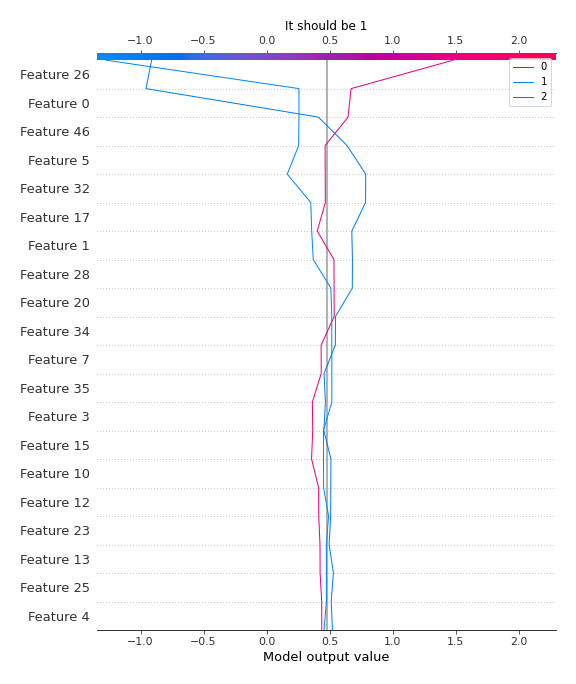 It should be 1
−1.0 −0.5 0.0 0.5 1.0 1.5 2.0
0
1
2
Feature 26
Feature 0
Feature 46
Feature 5
Feature 32
Feature 17
Feature 1
Feature 28
Feature 20
Feature 34
Feature 7
Feature 35
Feature 3
Feature 15
Feature 10
Feature 12
Feature 23
Feature 13
Feature 25
Feature 4
−1.0 −0.5 0.0 0.5 1.0 1.5 2.0
Model output value